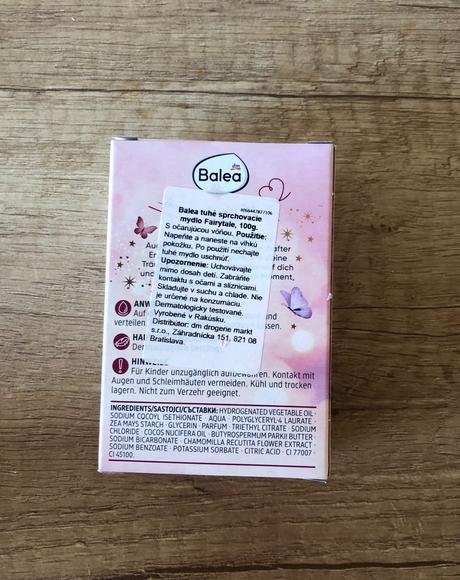 Balea
4066447877106
Balea tuhé sprchovacie
mydlo Fairytale, 100g.
S očarujúcou vôňou. Použitie:
Napeňte a naneste na vlhkú
pokožku. Po použití nechajte
tuhé mydlo uschnúť.
Upozornenie: Uchovávajte
mimo dosah detí. Zabráňte
kontaktu s očami a sliznicami.
Skladujte v suchu a chlade. Nie
je určené na konzumáciu.
Dermatologicky testované.
Vyrobené v Rakúsku.
Distribútor: dm drogerie markt
s.r.o., Záhradnícka 151, 821 08
Bratislava.
after
eine
f dich
oment,
Für Kinder unzugänglich aufbewahren. Kontakt mit
Augen und Schleimhäuten vermeiden. Kühl und trocken
lagern. Nicht zum Verzehr geeignet.
INGREDIENTS/SASTOJCI/СЪСТАВКИ: HYDROGENATED VEGETABLE OIL ·
SODIUM COCOYL ISETHIONATE · AQUA · POLYGLYCERYL-4 LAURATE ·
ZEA MAYS STARCH · GLYCERIN · PARFUM · TRIETHYL CITRATE · SODIUM
CHLORIDE · COCOS NUCIFERA OIL · BUTYROSPERMUM PARKII BUTTER ·
SODIUM BICARBONATE · CHAMOMILLA RECUTITA FLOWER EXTRACT ·
SODIUM BENZOATE · POTASSIUM SORBATE · CITRIC ACID · CI 77007 ·
CI 45100.